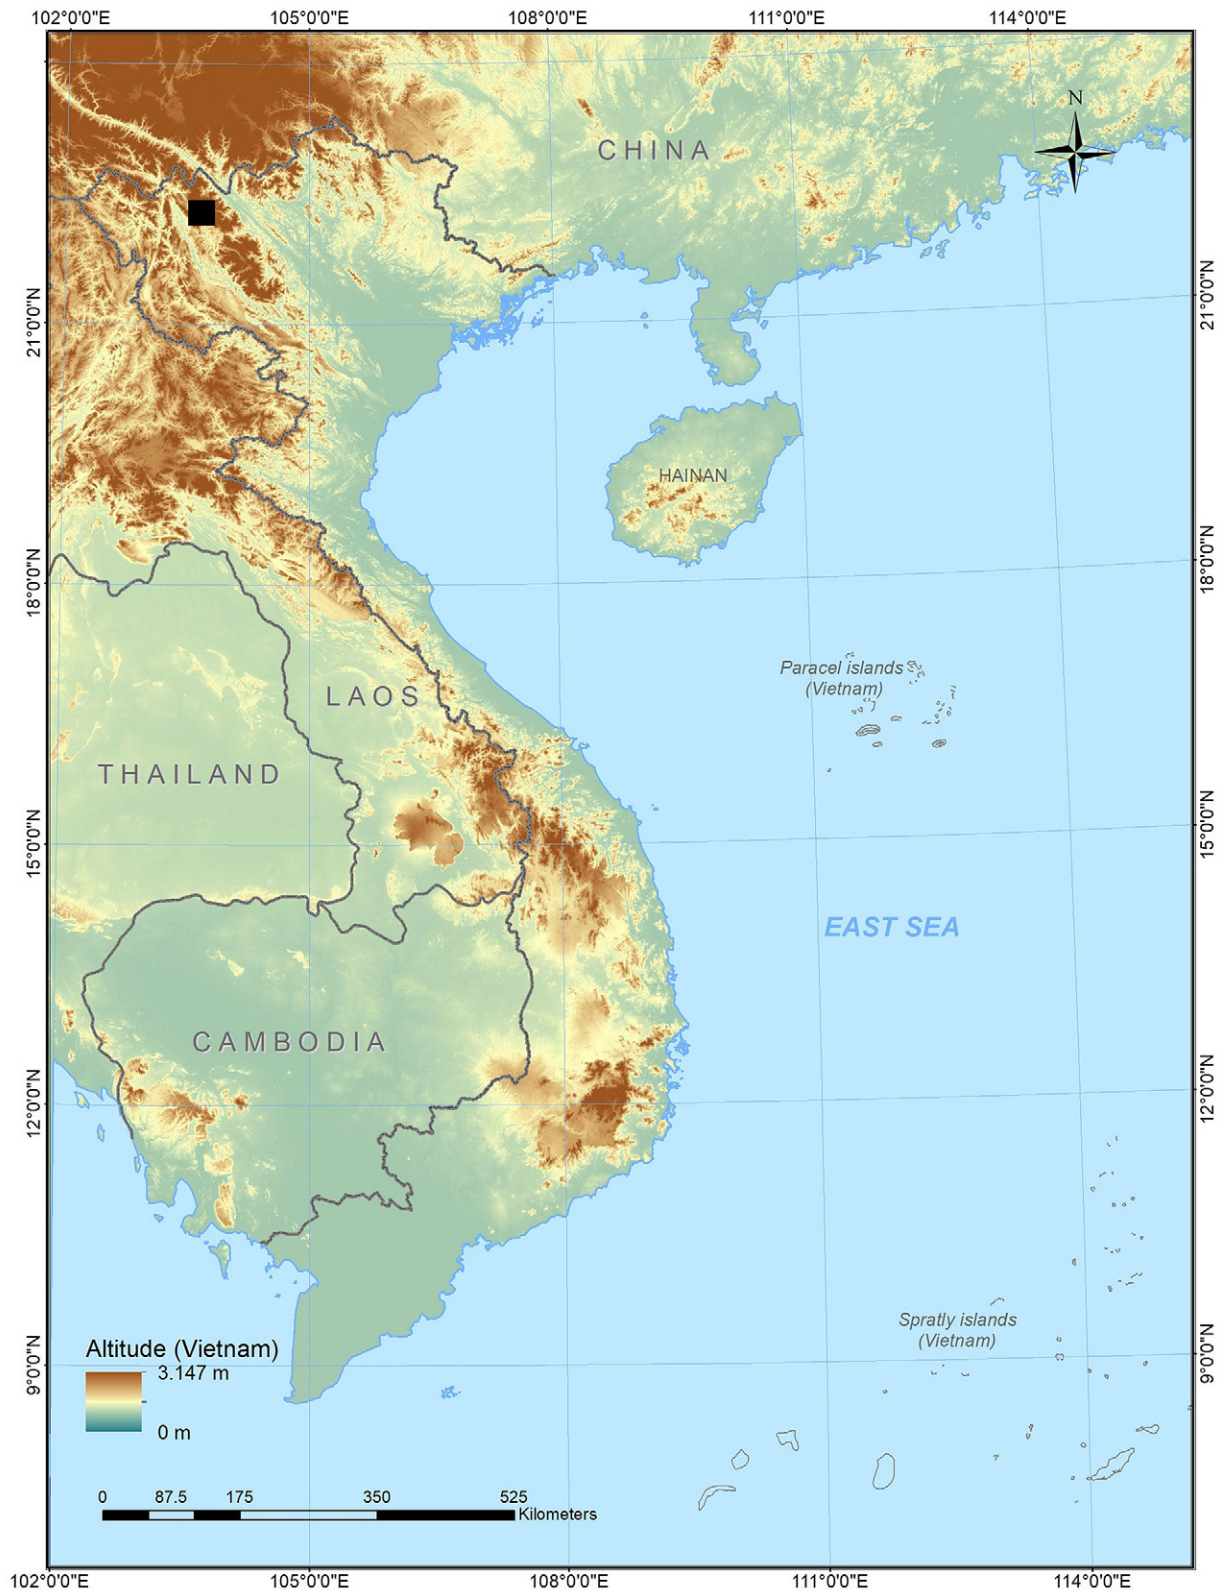 102°0'0"E 105°0'0"E 108°0'0"E 111°0'0"E 114°0'0"E
N
CHINA
21°0'0"N
21°0'0"N
HAINAN
18°0'0"N
18°0'0"N
Paracel islands
(Vietnam)
LAOS
THAILAND
15°0'0"N
15°0'0"N
EAST SEA
CAMBODIA
12°0'0"N
12°0'0"N
Spratly islands
(Vietnam)
9°0'0"N
9°0'0"N
Altitude (Vietnam)
3.147 m
0 m
0 87.5 175 350 525
Kilometers
102°0'0"E 105°0'0"E 108°0'0"E 111°0'0"E 114°0'0"E